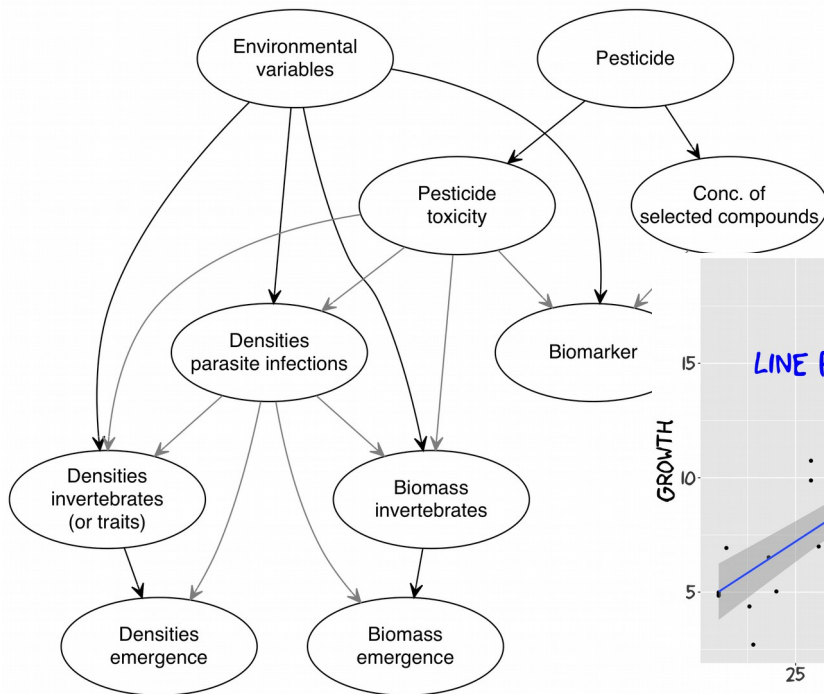 Environmental
variables
Pesticide
Pesticide
toxicity
Conc. of
selected compounds
Densities
parasite infections
Biomarker
Densities
invertebrates
(or traits)
Biomass
invertebrates
Densities
emergence
Biomass
emergence
LINE
GROWTH
15
10
5
25